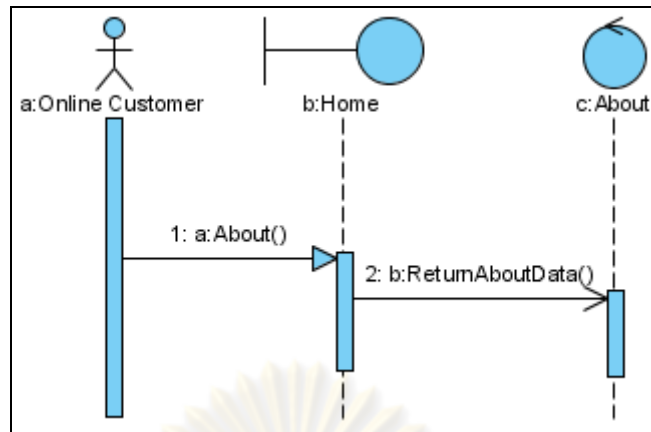 a:Online Customer
b:Home
c:About
1: a:About()
2: b:ReturnAboutData()